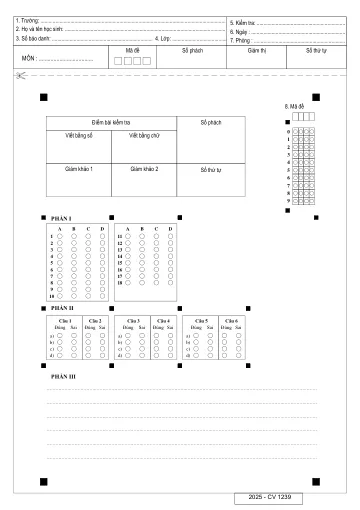 1. Trường: 5. Kiểm tra:
2. Họ và tên học sinh: 6. Ngày :
3. Số báo danh: 4. Lớp: 7. Phòng :
MÔN : Mã đề Số phách Giám thị Số thứ tự
8. Mã đề
Điểm bài kiểm tra Số phách
Viết bằng số Viết bằng chữ
Giám khảo 1 Giám khảo 2 Số thứ tự
0
1
2
3
4
5
6
7
8
9
PHẦN I
A B C D A B C D
1 11
2 12
3 13
4 14
5 15
6 16
7 17
8 18
9
10
PHẦN II
Câu 1 Câu 2 Câu 3 Câu 4 Câu 5 Câu 6
Đúng Sai Đúng Sai Đúng Sai Đúng Sai Đúng Sai Đúng Sai
a) a) a)
b) b) b)
c) c) c)
d) d) d)
PHẦN III
2025 - CV 1239